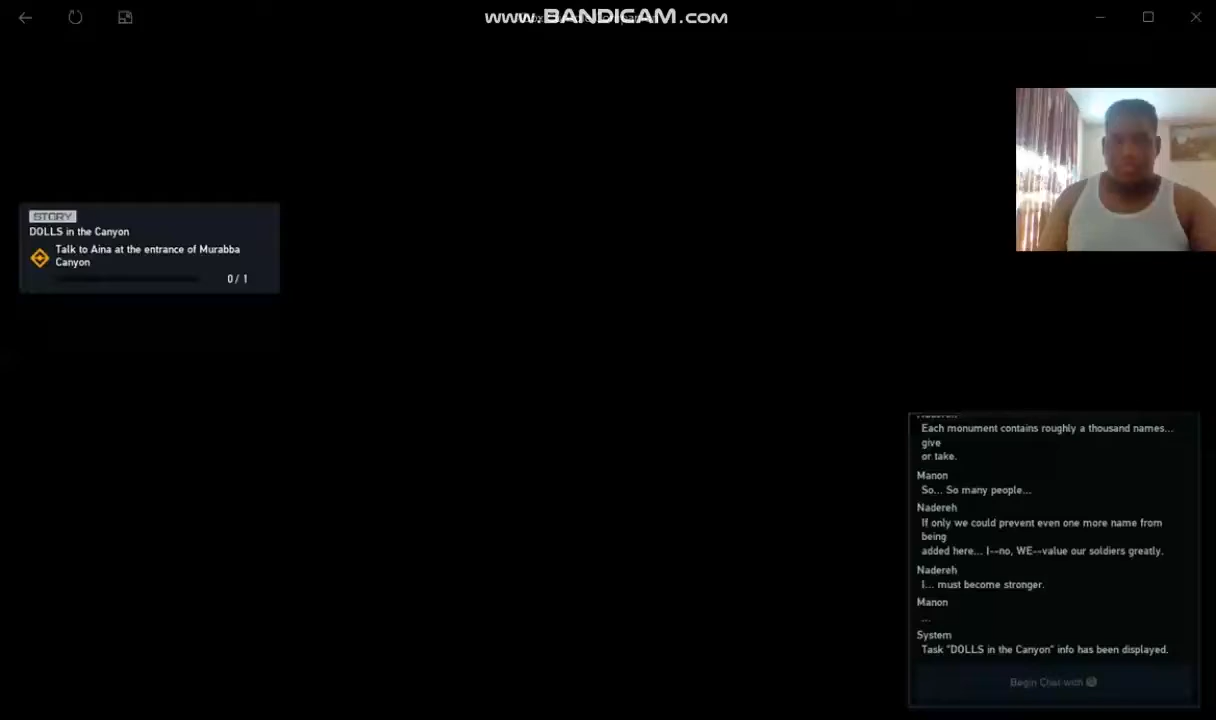 www.BANDICAM.com
STORY
DOLLS in the Canyon
Talk to Aina at the entrance of Murabba
Canyon
0/1
Each monument contains roughly a thousand names...
give
or take.
Manon
So... So many people...
Nadereh
If only we could prevent even one more name from
being
added here... I--no, WE--value our soldiers greatly.
Nadereh
I... must become stronger.
Manon
...
System
Task "DOLLS in the Canyon" info has been displayed.
Begin Chat with